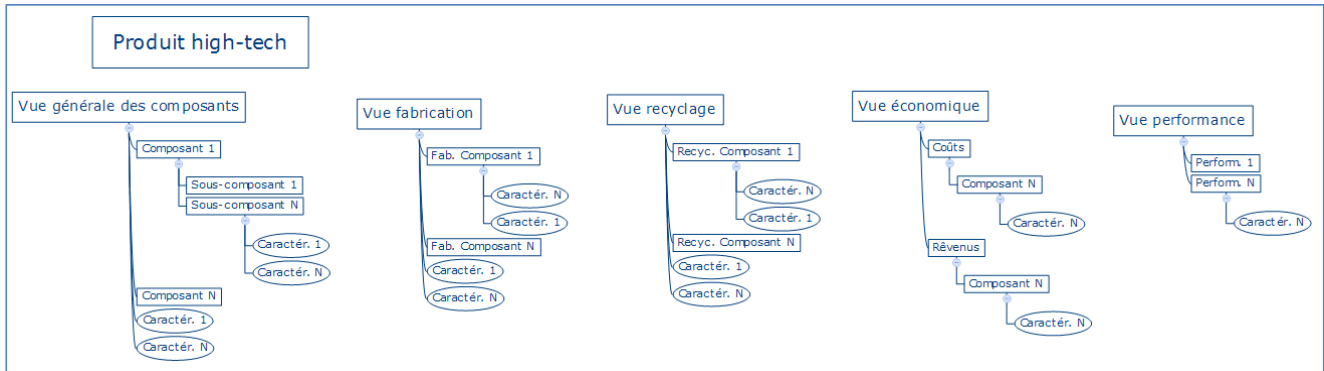 Produit high-tech
Vue générale des composants
Composant 1
Sous-composant 1
Sous-composant N
Caractér. 1
Caractér. N
Composant N
Caractér. 1
Caractér. N
Vue fabrication
Fab. Composant 1
Caractér. N
Caractér. 1
Fab. Composant N
Caractér. 1
Caractér. N
Vue recyclage
Recyc. Composant 1
Caractér. N
Caractér. 1
Recyc. Composant N
Caractér. 1
Caractér. N
Vue économique
Coûts
Composant N
Caractér. N
Rêvenus
Composant N
Caractér. N
Vue performance
Perform. 1
Perform. N
Caractér. N